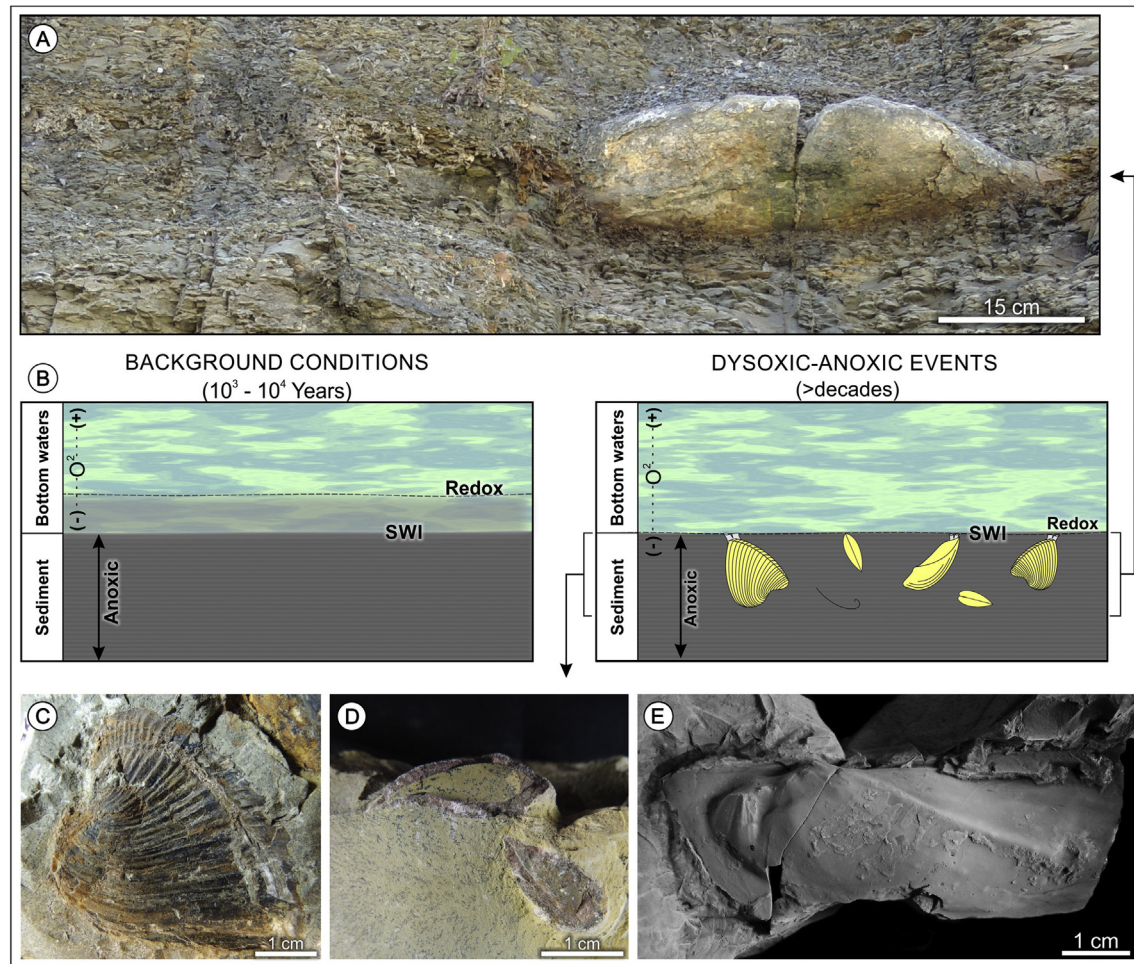 A
15 cm
B
BACKGROUND CONDITIONS
(10³ - 10⁴ Years)
Bottom waters
(+)
O²
(-)
Redox
SWI
Sediment
Anoxic
DYSOXIC-ANOXIC EVENTS
(>decades)
Bottom waters
(+)
O²
(-)
Redox
SWI
Sediment
Anoxic
C
1 cm
D
1 cm
E
1 cm